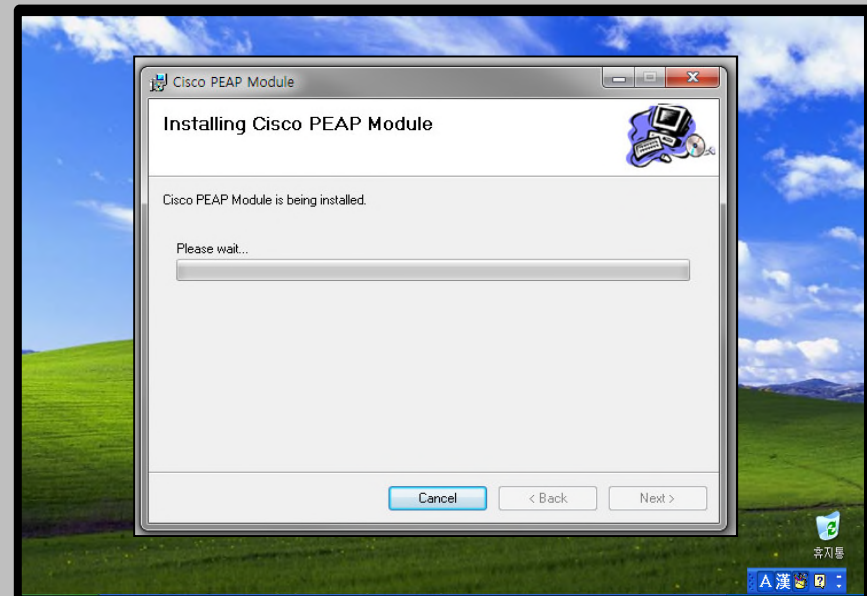 Cisco PEAP Module
Installing Cisco PEAP Module
Cisco PEAP Module is being installed.
Please wait...
Cancel
< Back
Next >
휴지통
A 漢